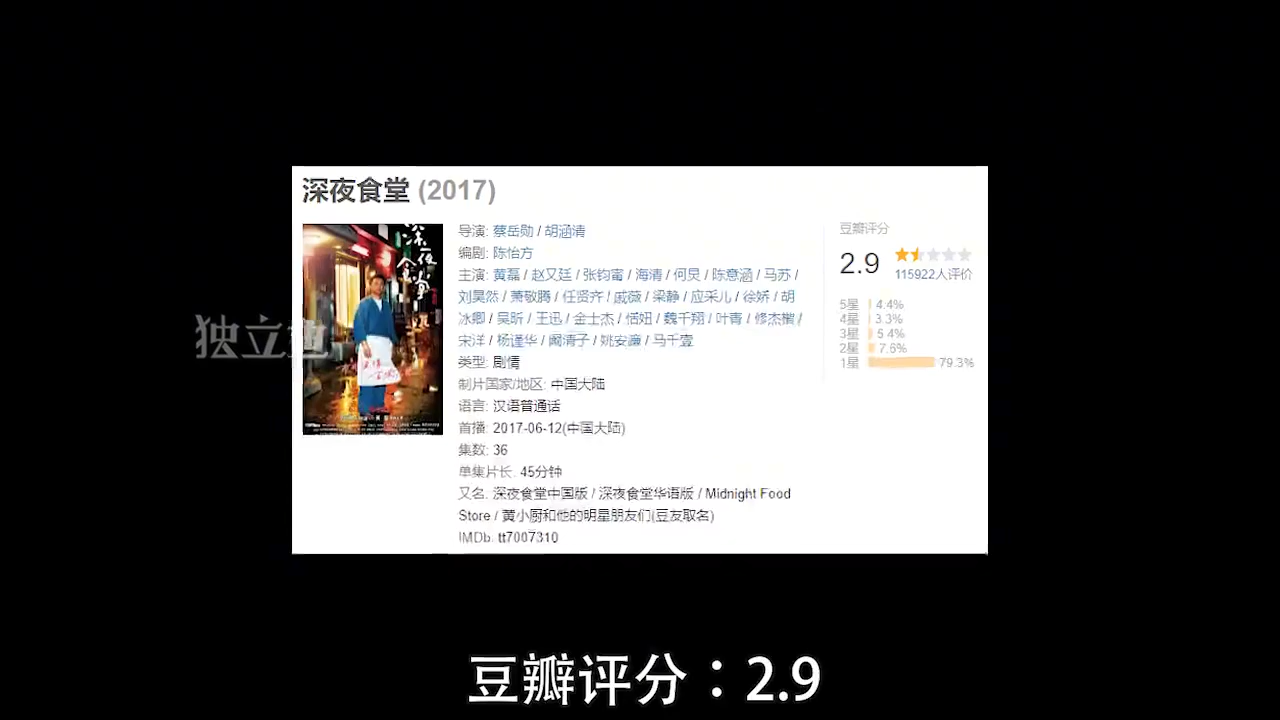 深夜食堂 (2017)
导演: 蔡岳勋 / 胡涵清
编剧: 陈怡方
主演: 黄磊 / 赵又廷 / 张钧甯 / 海清 / 何炅 / 陈意涵 / 马苏 /
刘昊然 / 萧敬腾 / 任贤齐 / 戚薇 / 梁静 / 应采儿 / 徐娇 / 胡
冰卿 / 吴昕 / 王迅 / 金士杰 / 恬妞 / 魏千翔 / 叶青 / 修杰楷 /
宋洋 / 杨谨华 / 阚清子 / 姚安濂 / 马千壹
类型: 剧情
制片国家/地区: 中国大陆
语言: 汉语普通话
首播: 2017-06-12(中国大陆)
集数: 36
单集片长: 45分钟
又名: 深夜食堂中国版 / 深夜食堂华语版 / Midnight Food
Store / 黄小厨和他的明星朋友们(豆友取名)
IMDb: tt7007310
豆瓣评分
2.9
115922人评价
5星 4.4%
4星 3.3%
3星 5.4%
2星 7.6%
1星 79.3%
深夜食堂
独立鱼
豆瓣评分：2.9